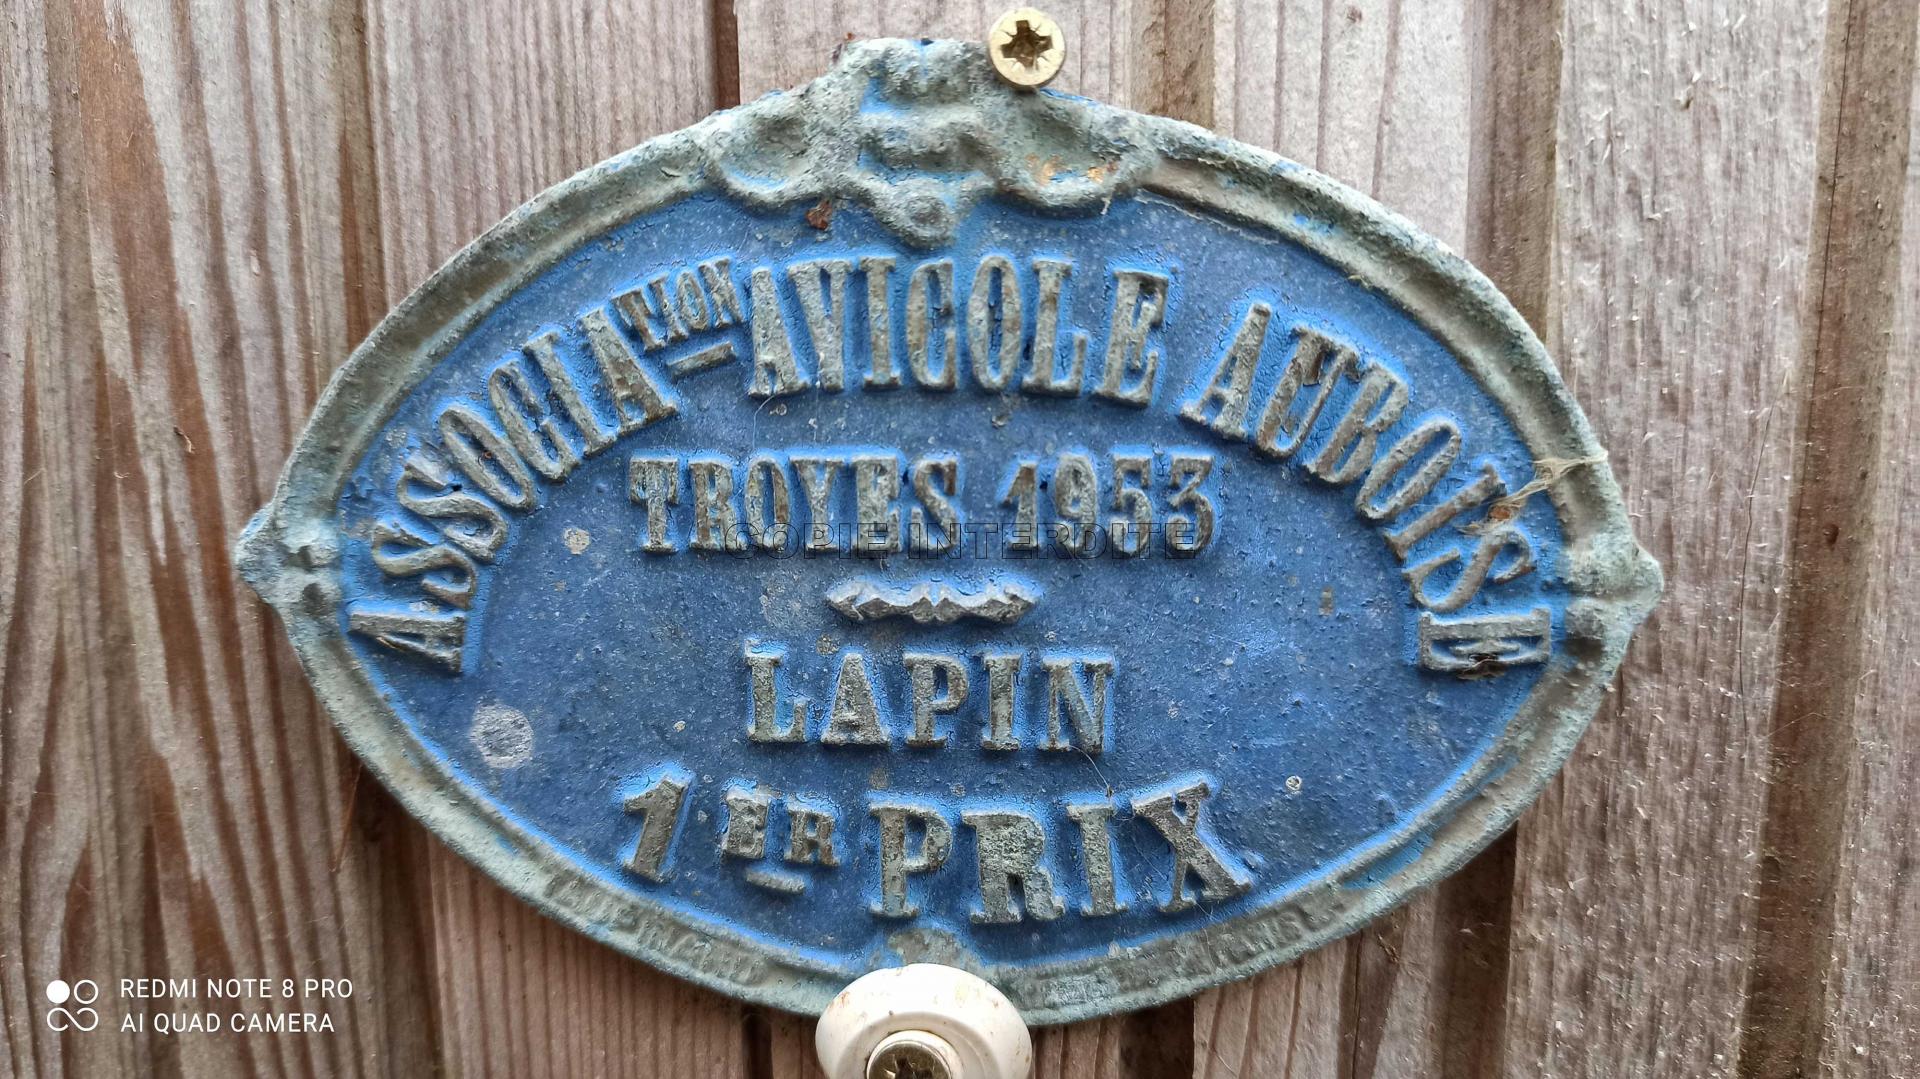 ASSOCIATION AVICOLE AUBOISE
TROYES 1953
COPIE INTERDITE
LAPIN
1ER PRIX
REDMI NOTE 8 PRO
AI QUAD CAMERA